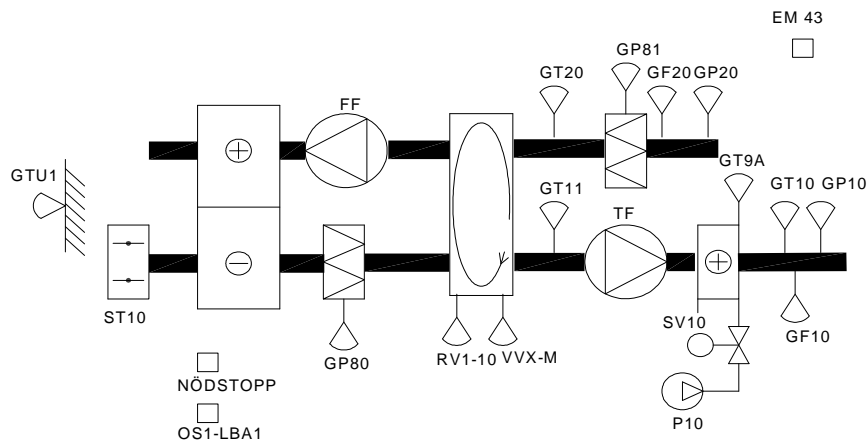 EM 43
GP81
GT20
GF20
GP20
FF
GT9A
GTU1
GT11
TF
GT10
GP10
ST10
GP80
RV1-10
VVX-M
SV10
GF10
NÖDSTOPP
P10
OS1-LBA1